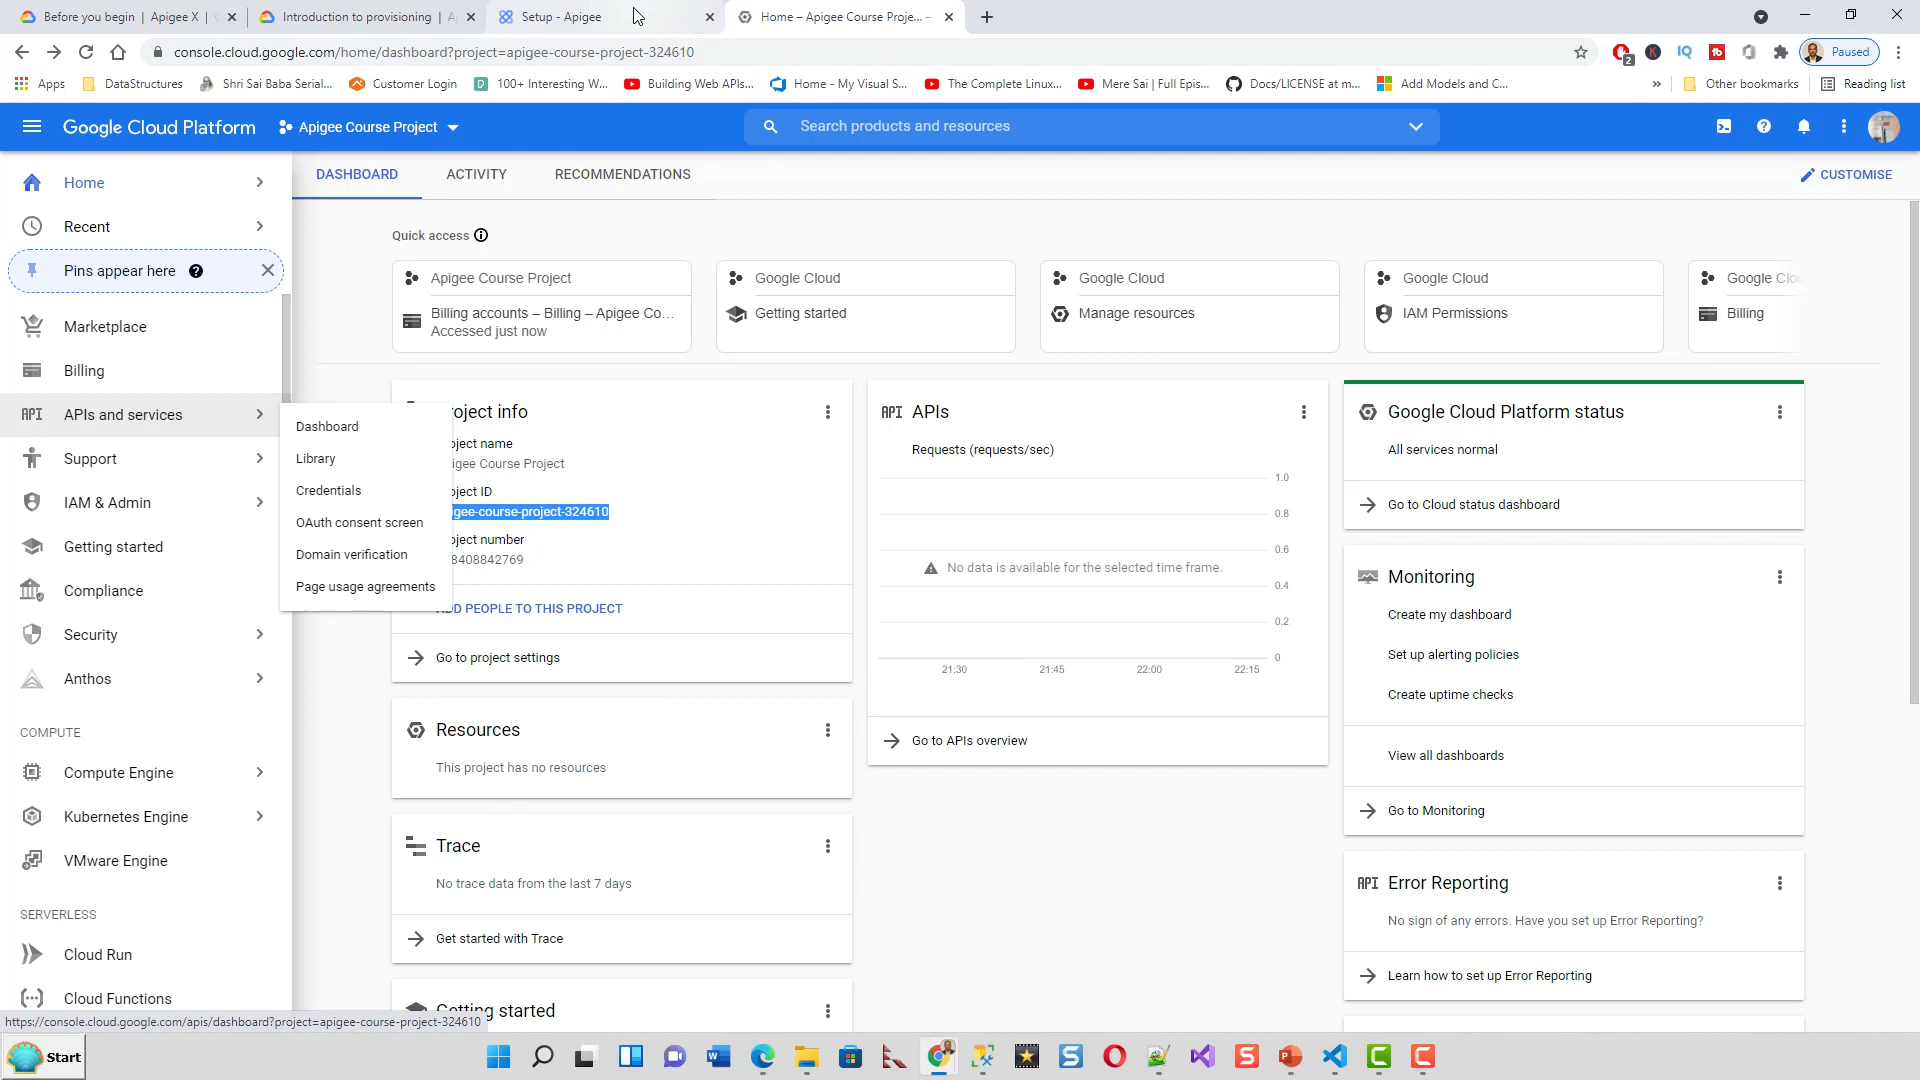 Before you begin | Apigee X |
Introduction to provisioning |
Setup - Apigee
Home – Apigee Course Proje... –
console.cloud.google.com/home/dashboard?project=apigee-course-project-324610
2
Paused
Apps
DataStructures
Shri Sai Baba Serial...
Customer Login
100+ Interesting W...
Building Web APIs...
Home - My Visual S...
The Complete Linux...
Mere Sai | Full Epis...
Docs/LICENSE at m...
Add Models and C...
»
Other bookmarks
Reading list
Google Cloud Platform
Apigee Course Project
Search products and resources
Home
Recent
Pins appear here
Marketplace
Billing
API APIs and services
Support
IAM & Admin
Getting started
Compliance
Security
Anthos
COMPUTE
Compute Engine
Kubernetes Engine
VMware Engine
SERVERLESS
Cloud Run
Cloud Functions
https://console.cloud.google.com/apis/dashboard?project=apigee-course-project-324610
Dashboard
Library
Credentials
OAuth consent screen
Domain verification
Page usage agreements
DASHBOARD
ACTIVITY
RECOMMENDATIONS
CUSTOMISE
Quick access
Apigee Course Project
Billing accounts – Billing – Apigee Co...
Accessed just now
Google Cloud
Getting started
Google Cloud
Manage resources
Google Cloud
IAM Permissions
Google Clo
Billing
oject info
oject name
igee Course Project
oject ID
igee-course-project-324610
oject number
8408842769
D PEOPLE TO THIS PROJECT
Go to project settings
Resources
This project has no resources
Trace
No trace data from the last 7 days
Get started with Trace
Getting started
API APIs
Requests (requests/sec)
1.0
0.8
0.6
No data is available for the selected time frame.
0.4
0.2
0
21:30
21:45
22:00
22:15
Go to APIs overview
Google Cloud Platform status
All services normal
Go to Cloud status dashboard
Monitoring
Create my dashboard
Set up alerting policies
Create uptime checks
View all dashboards
Go to Monitoring
API Error Reporting
No sign of any errors. Have you set up Error Reporting?
Learn how to set up Error Reporting
Start